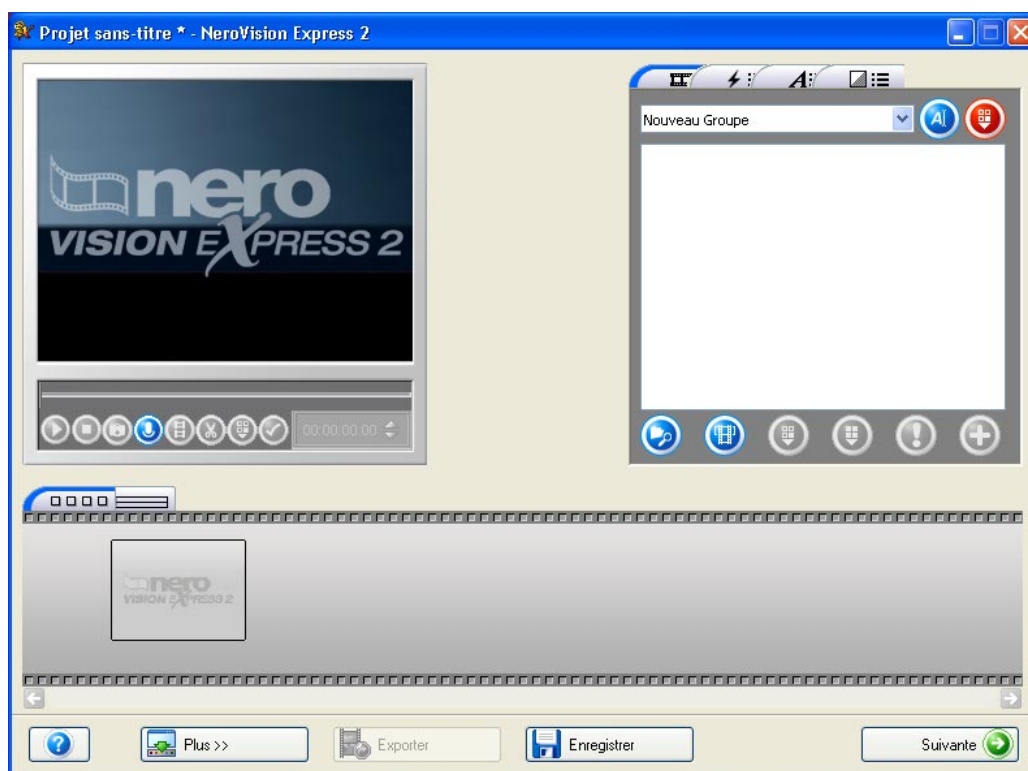 Projet sans-titre * - NeroVision Express 2
nero
VISION EXPRESS 2
A
Nouveau Groupe
AI
00:00:00:00
nero
VISION EXPRESS 2
Plus >>
Exporter
Enregistrer
Suivante